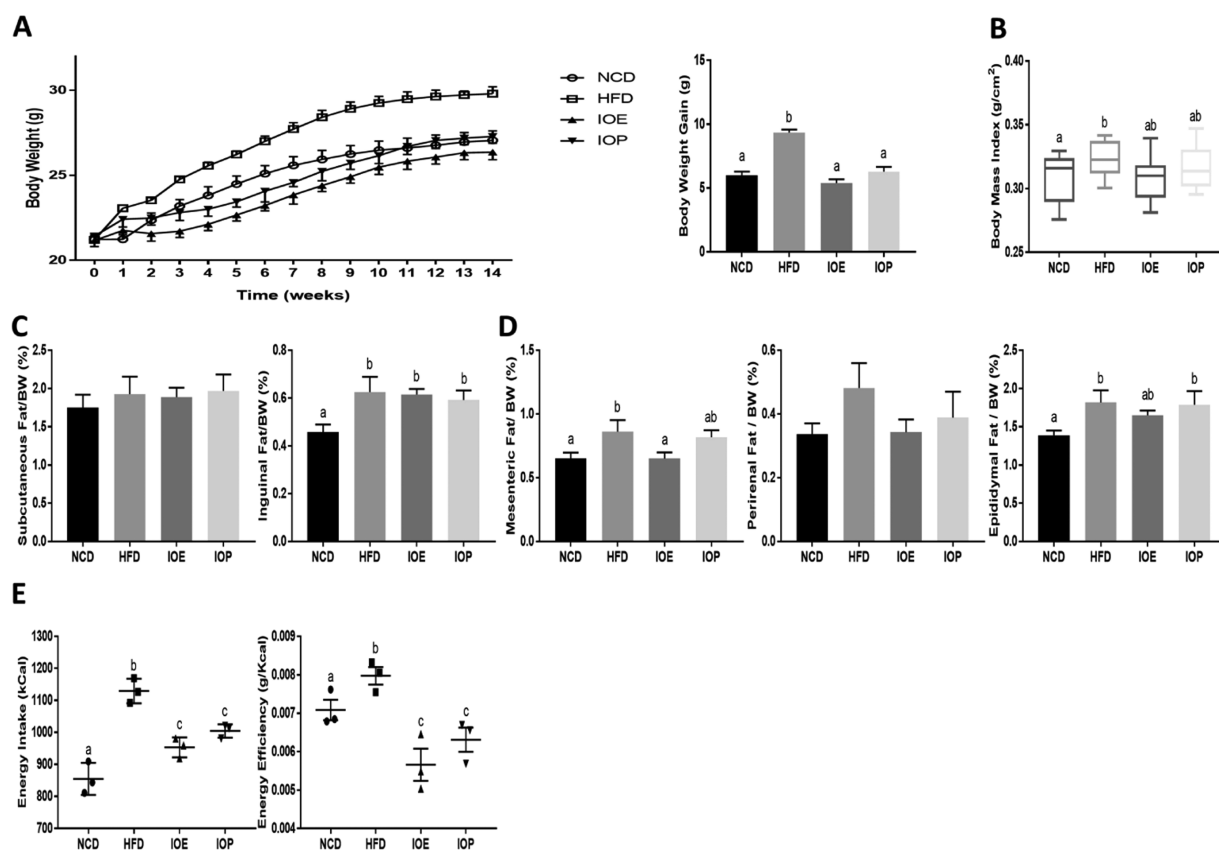 A
Body Weight (g)
30
25
20
0 1 2 3 4 5 6 7 8 9 10 11 12 13 14
Time (weeks)
NCD
HFD
IOE
IOP
Body Weight Gain (g)
15
10
5
0
a b a a
NCD HFD IOE IOP
B
Body Mass Index (g/cm²)
0.40
0.35
0.30
0.25
a b ab ab
NCD HFD IOE IOP
C
Subcutaneous Fat/BW (%)
2.5
2.0
1.5
1.0
0.5
0.0
NCD HFD IOE IOP
Inguinal Fat/BW (%)
0.8
0.6
0.4
0.2
0.0
a b b b
NCD HFD IOE IOP
D
Mesenteric Fat/ BW (%)
1.5
1.0
0.5
0.0
a b a ab
NCD HFD IOE IOP
Perirenal Fat / BW (%)
0.6
0.4
0.2
0.0
NCD HFD IOE IOP
Epididymal Fat / BW (%)
2.5
2.0
1.5
1.0
0.5
0.0
a b ab b
NCD HFD IOE IOP
E
Energy Intake (kCal)
1300
1200
1100
1000
900
800
700
a b c c
NCD HFD IOE IOP
Energy Efficiency (g/Kcal)
0.009
0.008
0.007
0.006
0.005
0.004
a b c c
NCD HFD IOE IOP